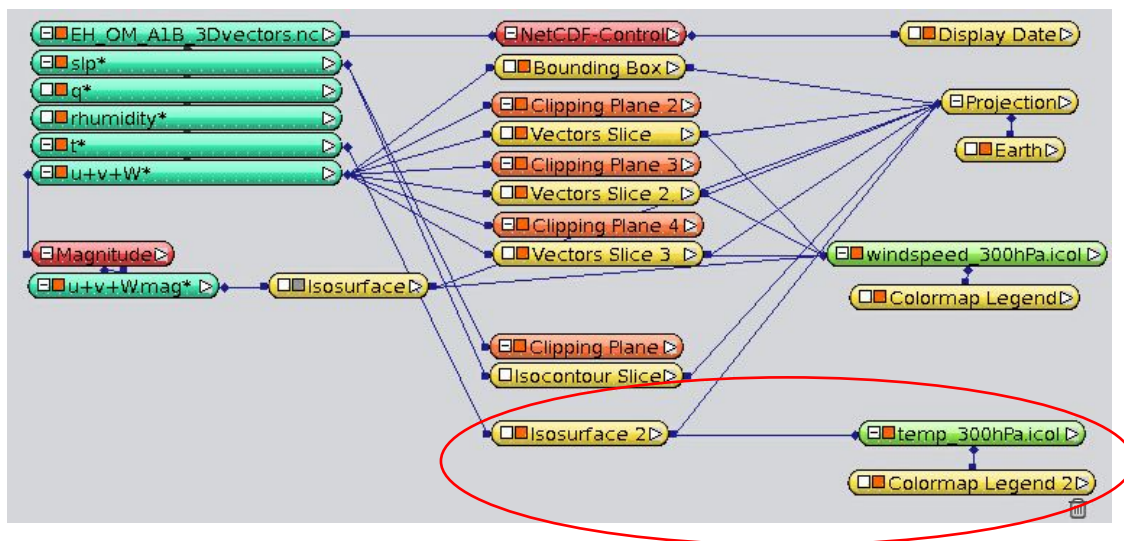 EH_OM_A1B_3Dvectors.nc
NetCDF-Control
Display Date
slp*
Bounding Box
q*
Clipping Plane 2
Projection
rhumidity*
Vectors Slice
t*
Earth
Clipping Plane 3
u+v+W*
Vectors Slice 2
Clipping Plane 4
Magnitude
Vectors Slice 3
windspeed_300hPa.icol
u+v+W.mag*
Isosurface
Colormap Legend
Clipping Plane
Isocontour Slice
Isosurface 2
temp_300hPa.icol
Colormap Legend 2